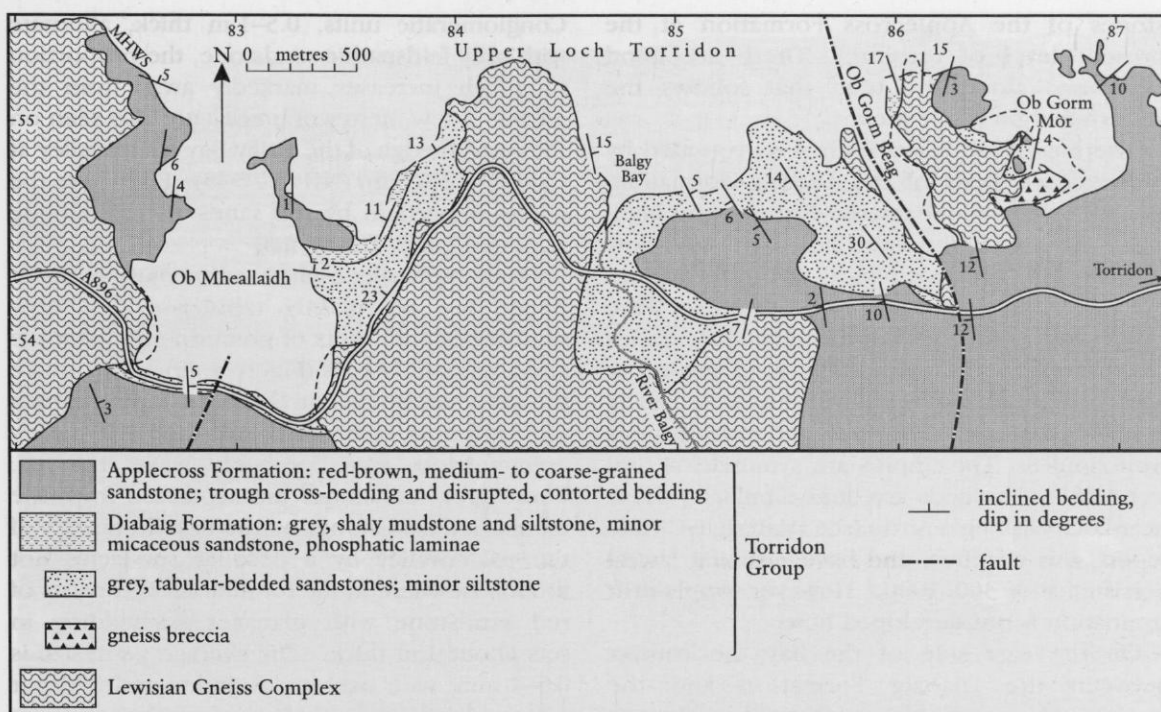 83
84
85
86
87
MHWS
5
N
0 metres 500
Upper Loch Torridon
Ob Gorm Beag
17
15
3
10
Ob Gorm Mòr
4
55
6
4
1
13
11
15
Balgy Bay
5
14
6
5
30
12
Torridon
2
Ob Mheallaidh
A896
23
2
10
12
7
54
5
3
River Balgy
Applecross Formation: red-brown, medium- to coarse-grained
sandstone; trough cross-bedding and disrupted, contorted bedding
Diabaig Formation: grey, shaly mudstone and siltstone, minor
micaceous sandstone, phosphatic laminae
grey, tabular-bedded sandstones; minor siltstone
gneiss breccia
Lewisian Gneiss Complex
Torridon
Group
inclined bedding,
dip in degrees
fault